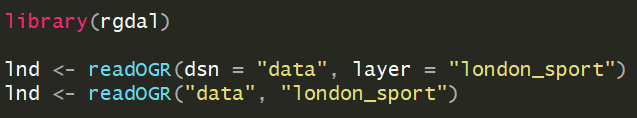 library(rgdal)
lnd <- readOGR(dsn = "data", layer = "london_sport")
lnd <- readOGR("data", "london_sport")